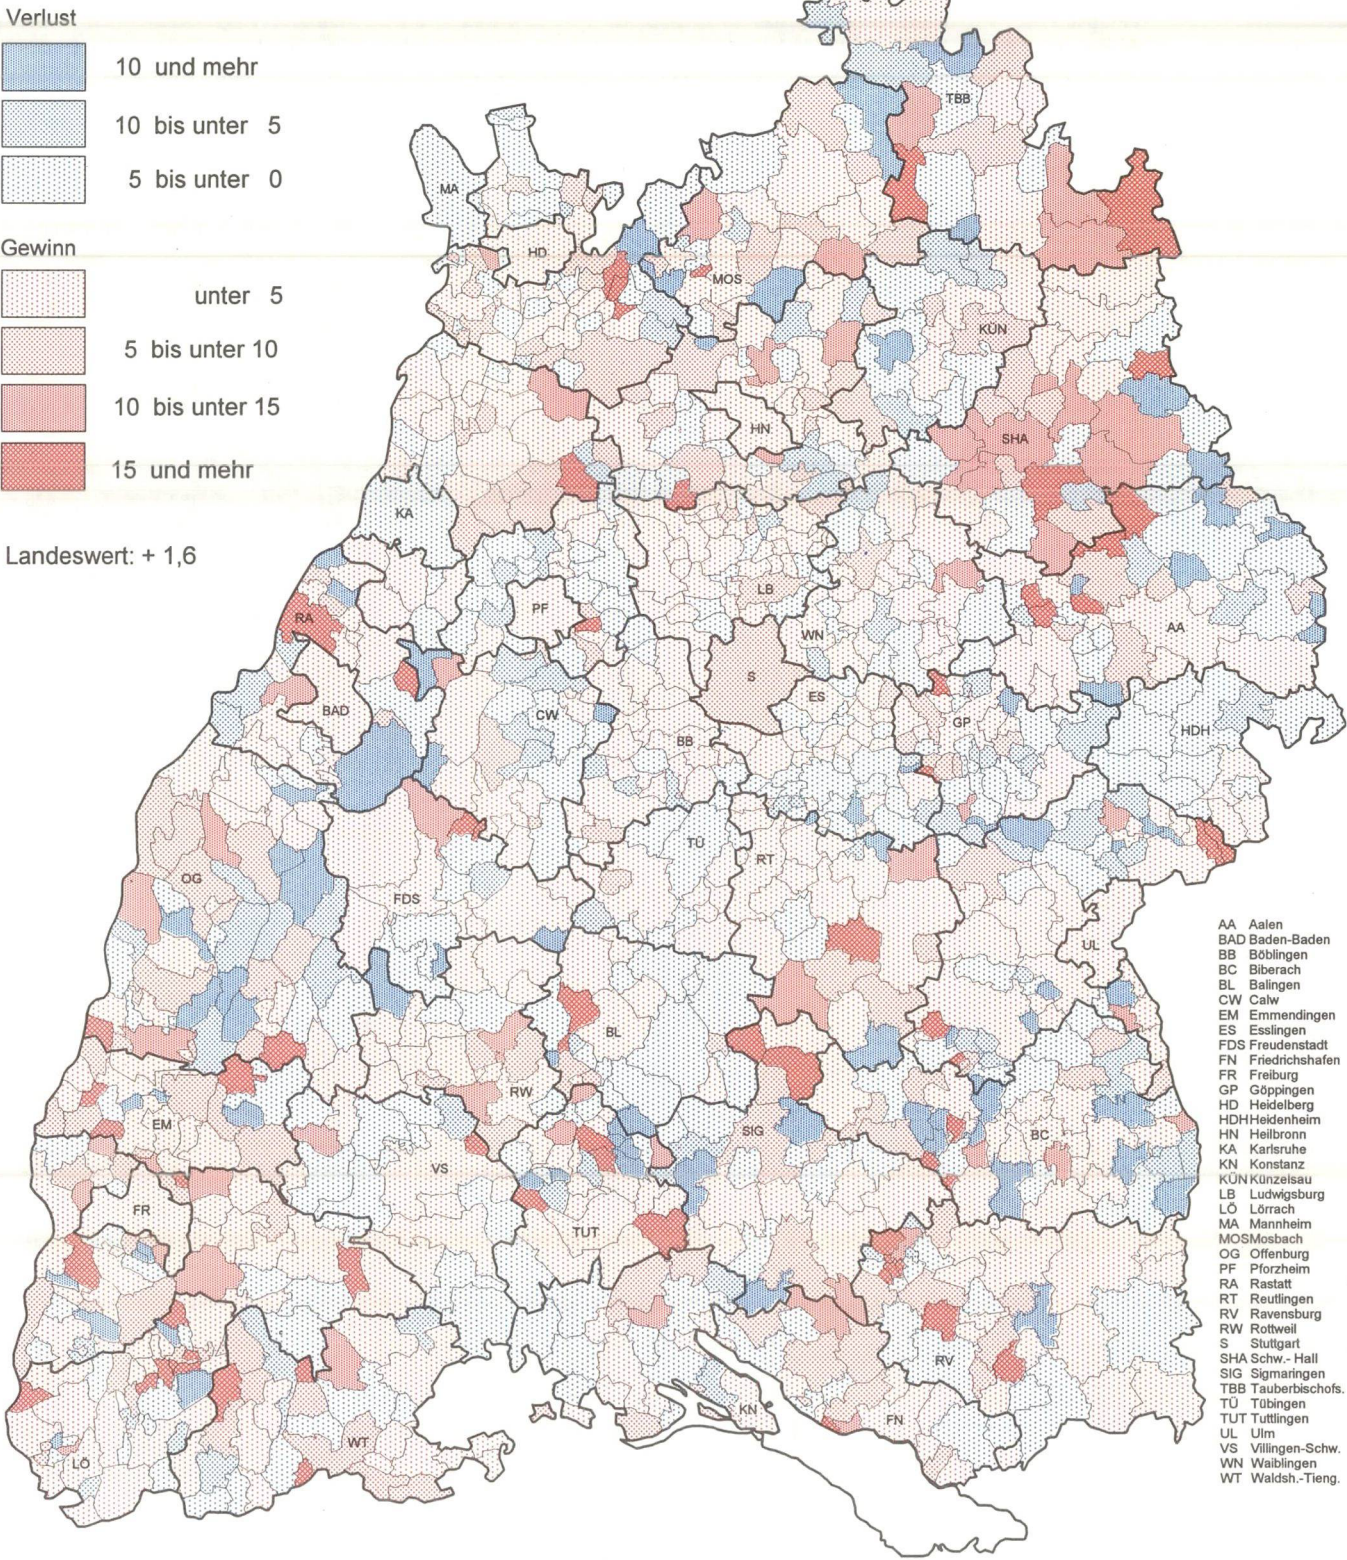 Verlust
10 und mehr
10 bis unter 5
5 bis unter 0
Gewinn
unter 5
5 bis unter 10
10 bis unter 15
15 und mehr
Landeswert: + 1,6
TBB
MA
HD
MOS
KÜN
HN
SHA
KA
LB
PF
RA
WN
AA
S
ES
BAD
CW
GP
HDH
BB
TÜ
RT
OG
FDS
UL
BL
RW
EM
SIG
BC
VS
FR
TUT
RV
KN
FN
WT
LÖ
AA Aalen
BAD Baden-Baden
BB Böblingen
BC Biberach
BL Balingen
CW Calw
EM Emmendingen
ES Esslingen
FDS Freudenstadt
FN Friedrichshafen
FR Freiburg
GP Göppingen
HD Heidelberg
HDH Heidenheim
HN Heilbronn
KA Karlsruhe
KN Konstanz
KÜN Künzelsau
LB Ludwigsburg
LÖ Lörrach
MA Mannheim
MOS Mosbach
OG Offenburg
PF Pforzheim
RA Rastatt
RT Reutlingen
RV Ravensburg
RW Rottweil
S Stuttgart
SHA Schw.- Hall
SIG Sigmaringen
TBB Tauberbischofs.
TÜ Tübingen
TUT Tuttlingen
UL Ulm
VS Villingen-Schw.
WN Waiblingen
WT Waldsh.-Tieng.